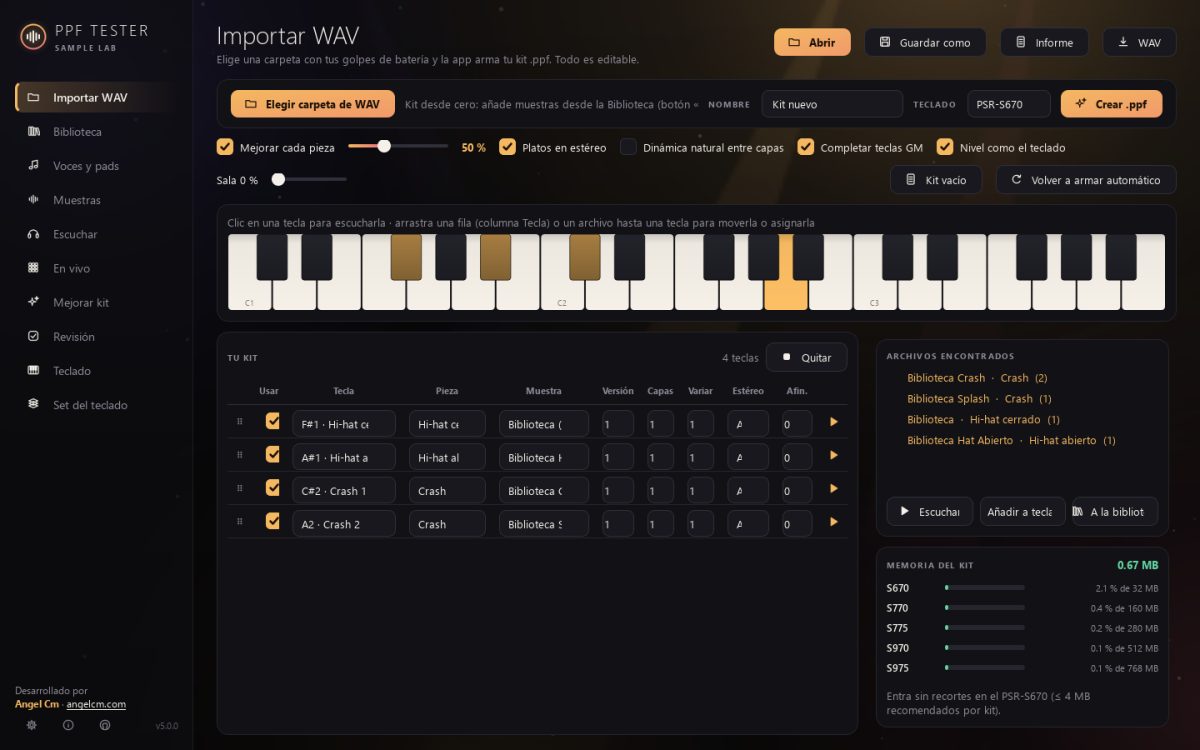 PPF TESTER
SAMPLE LAB
Importar WAV
Biblioteca
Voces y pads
Muestras
Escuchar
En vivo
Mejorar kit
Revisión
Teclado
Set del teclado
Desarrollado por
Angel Cm · angelcm.com
v5.0.0
Importar WAV
Elige una carpeta con tus golpes de batería y la app arma tu kit .ppf. Todo es editable.
Abrir
Guardar como
Informe
WAV
Elegir carpeta de WAV
Kit desde cero: añade muestras desde la Biblioteca (botón «
NOMBRE
Kit nuevo
TECLADO
PSR-S670
Crear .ppf
Mejorar cada pieza
50 %
Platos en estéreo
Dinámica natural entre capas
Completar teclas GM
Nivel como el teclado
Sala 0 %
Kit vacío
Volver a armar automático
Clic en una tecla para escucharla · arrastra una fila (columna Tecla) o un archivo hasta una tecla para moverla o asignarla
C1
C2
C3
TU KIT
4 teclas
Quitar
Usar Tecla Pieza Muestra Versión Capas Variar Estéreo Afin.
F#1 · Hi-hat ce Hi-hat ce Biblioteca ( 1 1 1 A 0
A#1 · Hi-hat a Hi-hat al Biblioteca H 1 1 1 A 0
C#2 · Crash 1 Crash Biblioteca C 1 1 1 A 0
A2 · Crash 2 Crash Biblioteca S 1 1 1 A 0
ARCHIVOS ENCONTRADOS
Biblioteca Crash · Crash (2)
Biblioteca Splash · Crash (1)
Biblioteca · Hi-hat cerrado (1)
Biblioteca Hat Abierto · Hi-hat abierto (1)
Escuchar
Añadir a tecla
A la bibliot
MEMORIA DEL KIT
0.67 MB
S670 2.1 % de 32 MB
S770 0.4 % de 160 MB
S775 0.2 % de 280 MB
S970 0.1 % de 512 MB
S975 0.1 % de 768 MB
Entra sin recortes en el PSR-S670 (≤ 4 MB
recomendados por kit).